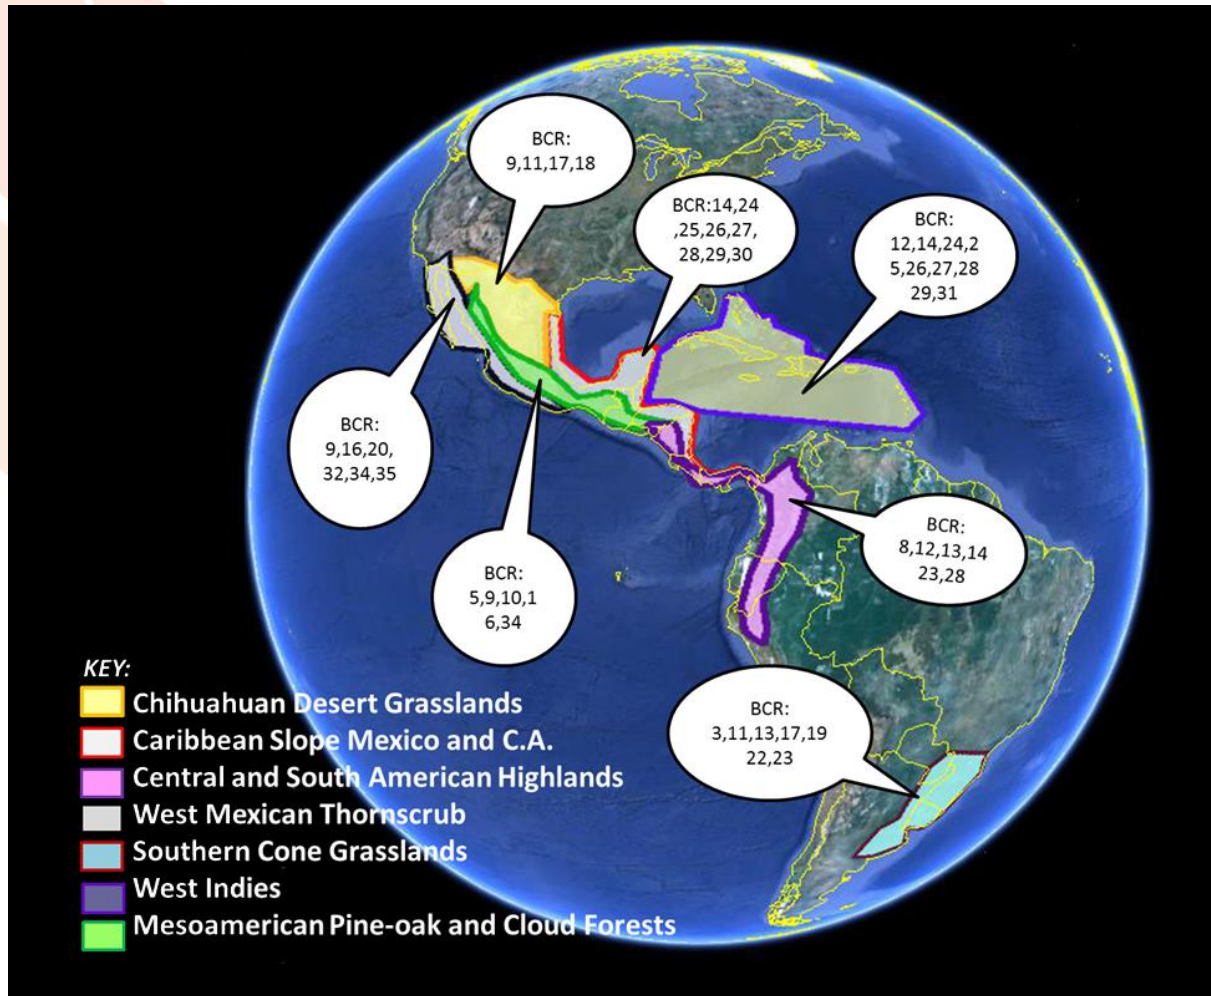 BCR:
9,11,17,18
BCR:14,24
,25,26,27,
28,29,30
BCR:
12,14,24,2
5,26,27,28
29,31
BCR:
9,16,20,
32,34,35
BCR:
5,9,10,1
6,34
BCR:
8,12,13,14
23,28
BCR:
3,11,13,17,19
22,23
KEY:
Chihuahuan Desert Grasslands
Caribbean Slope Mexico and C.A.
Central and South American Highlands
West Mexican Thornscrub
Southern Cone Grasslands
West Indies
Mesoamerican Pine-oak and Cloud Forests